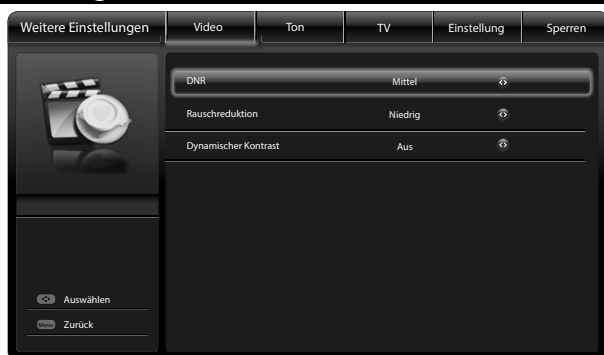 Weitere Einstellungen Video Ton TV Einstellung Sperren
DNR Mittel
Rauschreduktion Niedrig
Dynamischer Kontrast Aus
Auswählen
Menu Zurück